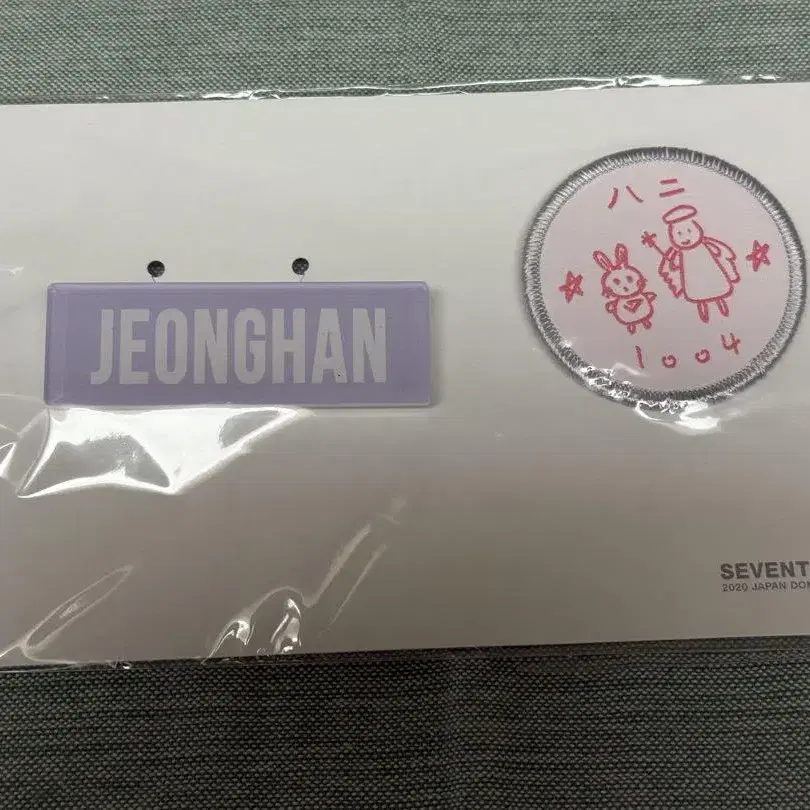 JEONGHAN
ハニ
1004
SEVENT
2020 JAPAN DO